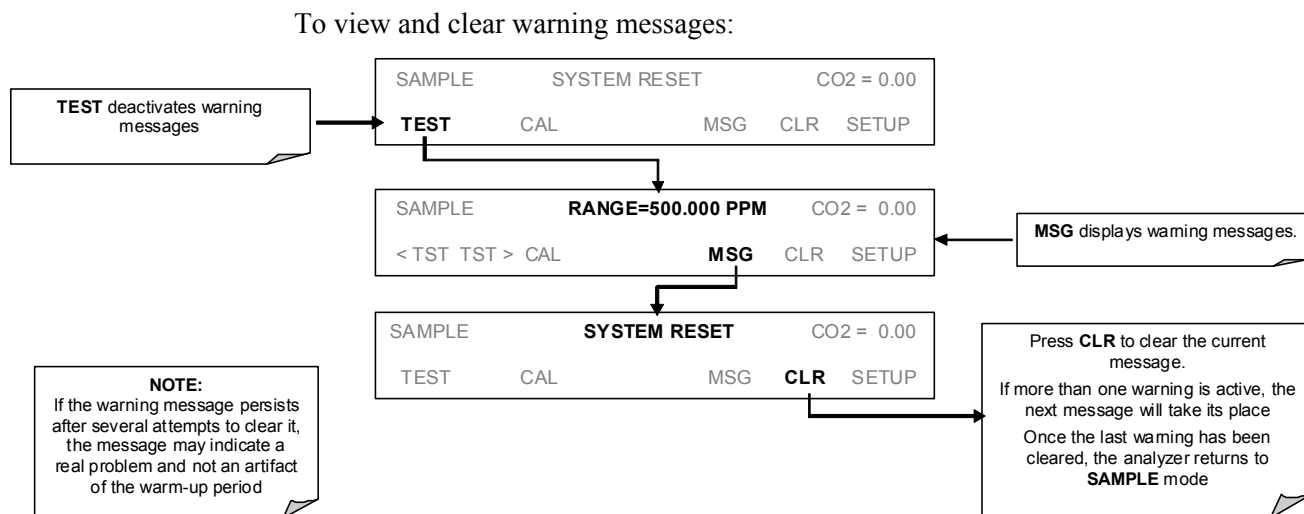 To view and clear warning messages:
SAMPLE SYSTEM RESET CO2 = 0.00
TEST deactivates warning
messages
TEST CAL MSG CLR SETUP
SAMPLE RANGE=500.000 PPM CO2 = 0.00
< TST TST > CAL MSG CLR SETUP
MSG displays warning messages.
SAMPLE SYSTEM RESET CO2 = 0.00
TEST CAL MSG CLR SETUP
Press CLR to clear the current
message.
If more than one warning is active, the
next message will take its place
Once the last warning has been
cleared, the analyzer returns to
SAMPLE mode
NOTE:
If the warning message persists
after several attempts to clear it,
the message may indicate a
real problem and not an artifact
of the warm-up period